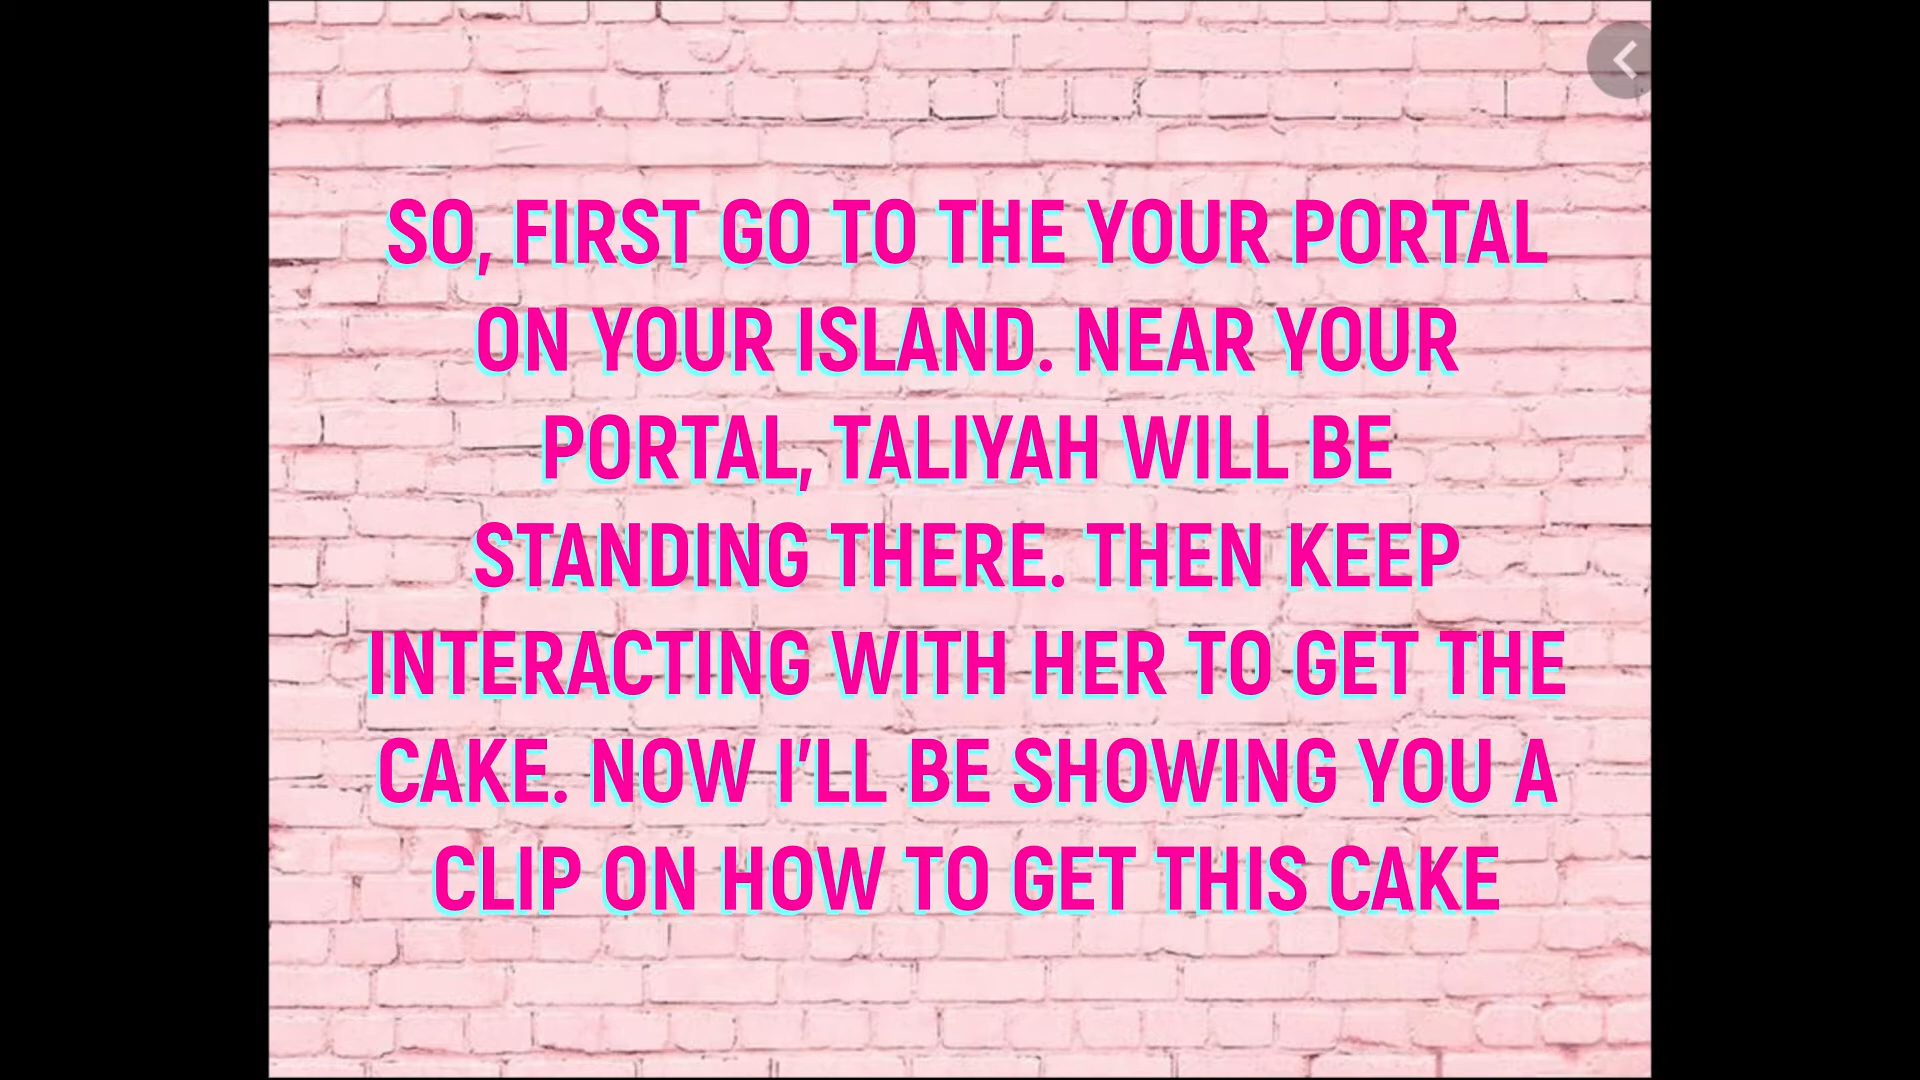 SO, FIRST GO TO THE YOUR PORTAL
ON YOUR ISLAND. NEAR YOUR
PORTAL, TALIYAH WILL BE
STANDING THERE. THEN KEEP
INTERACTING WITH HER TO GET THE
CAKE. NOW I'LL BE SHOWING YOU A
CLIP ON HOW TO GET THIS CAKE